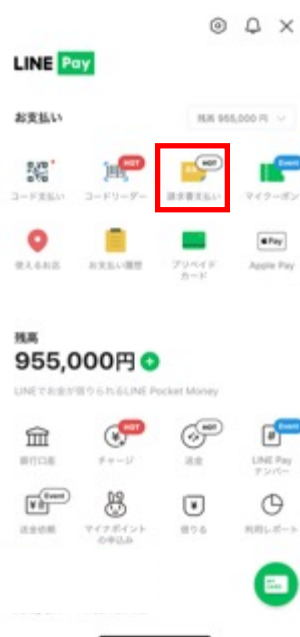 LINE Pay
お支払い
残高 955,000 円
HOT
HOT
Event
コード支払い
コードリーダー
請求書支払い
マイクーポン
Pay
使えるお店
お支払い履歴
プリペイド
カード
Apple Pay
残高
955,000円
LINEでお金が借りられるLINE Pocket Money
HOT
HOT
Event
銀行口座
チャージ
送金
LINE Pay
ナンバー
Event
送金依頼
マイナポイント
の申込み
借りる
利用レポート